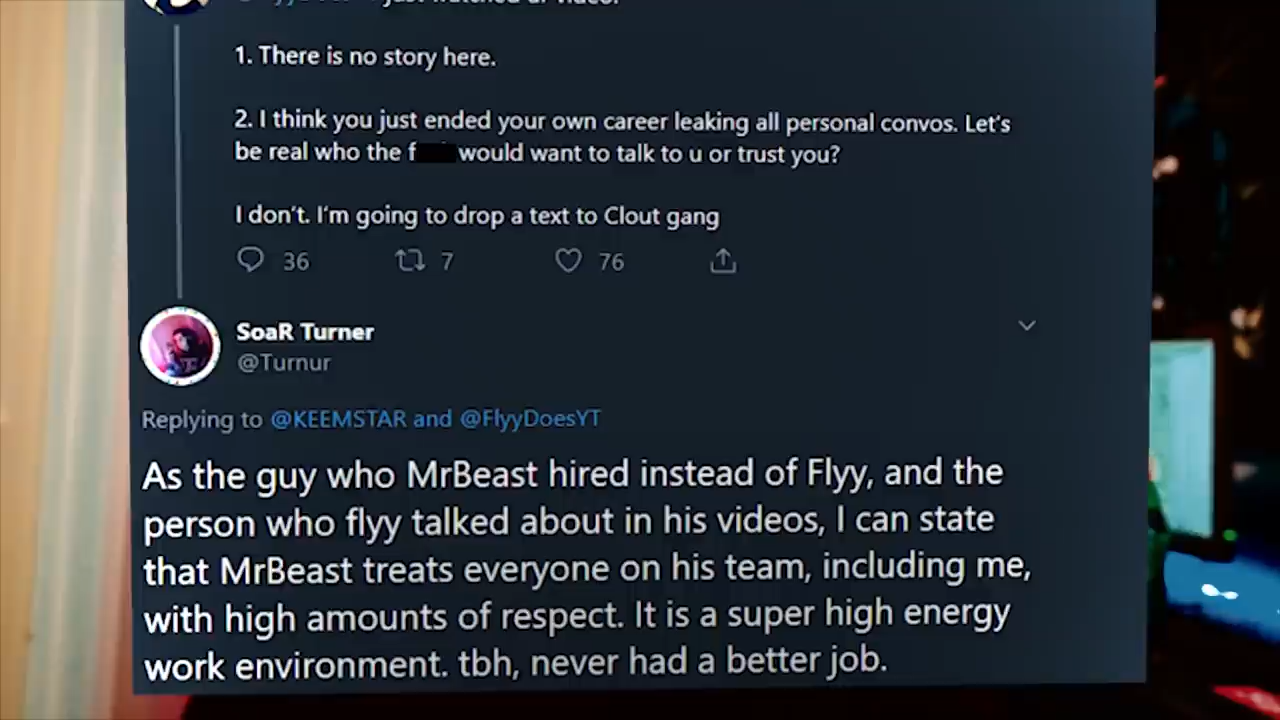 1. There is no story here.
2. I think you just ended your own career leaking all personal convos. Let's
be real who the f would want to talk to u or trust you?
I don't. I'm going to drop a text to Clout gang
36 7 76
SoaR Turner
@Turnur
Replying to @KEEMSTAR and @FlyyDoesYT
As the guy who MrBeast hired instead of Flyy, and the
person who flyy talked about in his videos, I can state
that MrBeast treats everyone on his team, including me,
with high amounts of respect. It is a super high energy
work environment. tbh, never had a better job.